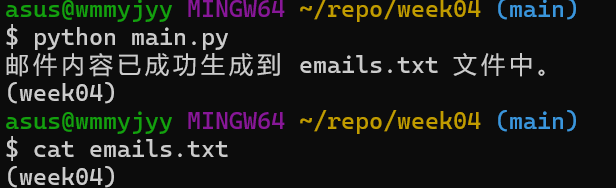 asus@wmmyjyy MINGW64 ~/repo/week04 (main)
$ python main.py
邮件内容已成功生成到 emails.txt 文件中。
(week04)
asus@wmmyjyy MINGW64 ~/repo/week04 (main)
$ cat emails.txt
(week04)